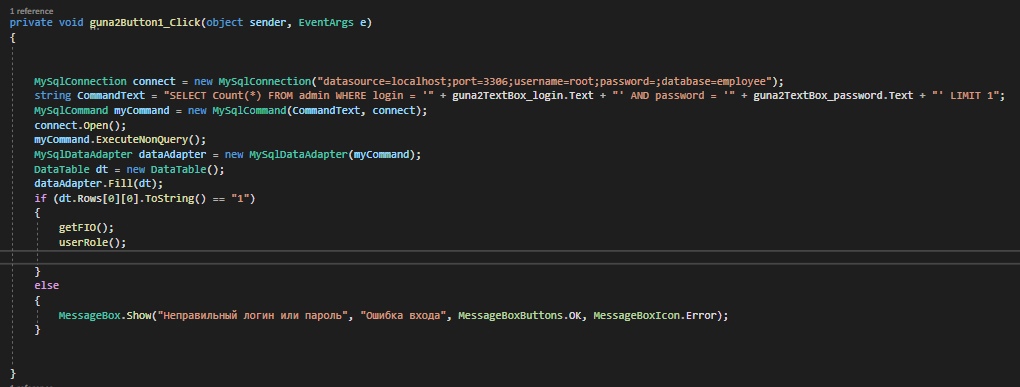 1 reference
private void guna2Button1_Click(object sender, EventArgs e)
{
MySqlConnection connect = new MySqlConnection("datasource=localhost;port=3306;username=root;password=;database=employee");
string CommandText = "SELECT Count(*) FROM admin WHERE login = '" + guna2TextBox_login.Text + "' AND password = '" + guna2TextBox_password.Text + "' LIMIT 1";
MySqlCommand myCommand = new MySqlCommand(CommandText, connect);
connect.Open();
myCommand.ExecuteNonQuery();
MySqlDataAdapter dataAdapter = new MySqlDataAdapter(myCommand);
DataTable dt = new DataTable();
dataAdapter.Fill(dt);
if (dt.Rows[0][0].ToString() == "1")
{
getFIO();
userRole();
}
else
{
MessageBox.Show("Неправильный логин или пароль", "Ошибка входа", MessageBoxButtons.OK, MessageBoxIcon.Error);
}
}